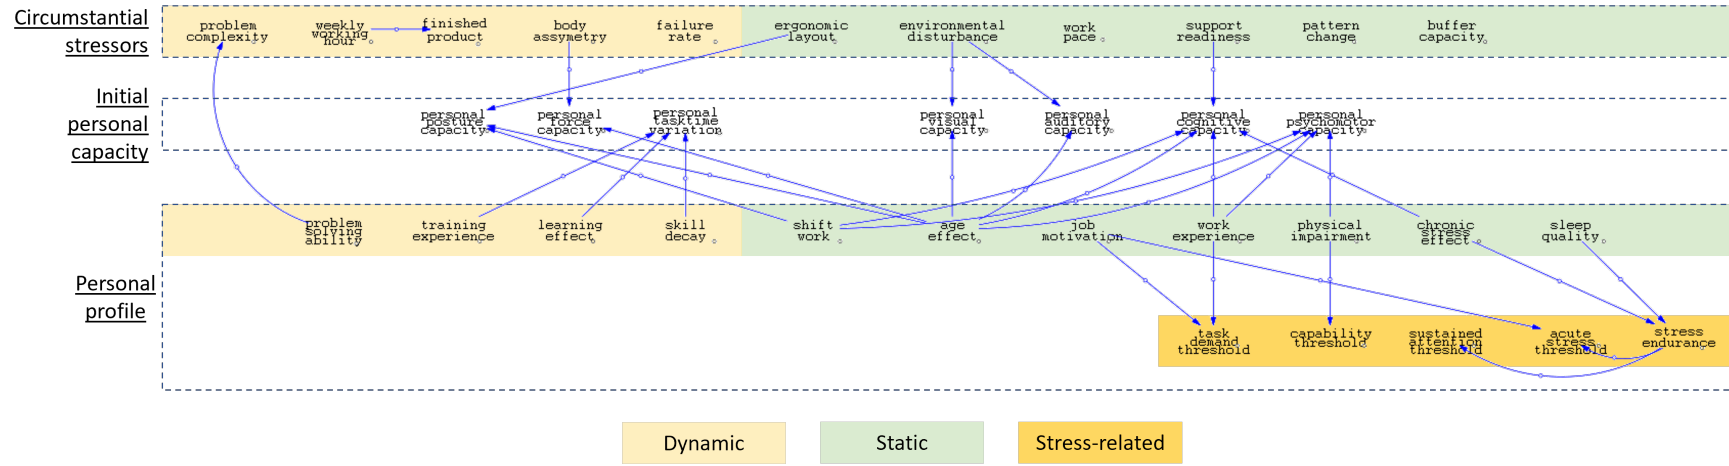 Circumstantial
stressors
problem
complexity
weekly
working
hour
finished
product
body
assymetry
failure
rate
ergonomic
layout
environmental
disturbance
work
pace
support
readiness
pattern
change
buffer
capacity
Initial
personal
capacity
personal
posture
capacity
personal
force
capacity
personal
tasktime
variation
personal
visual
capacity
personal
auditory
capacity
personal
cognitive
capacity
personal
psychomotor
capacity
Personal
profile
problem
solving
ability
training
experience
learning
effect
skill
decay
shift
work
age
effect
job
motivation
work
experience
physical
impairment
chronic
stress
effect
sleep
quality
task
demand
threshold
capability
threshold
sustained
attention
threshold
acute
stress
threshold
stress
endurance
Dynamic
Static
Stress-related